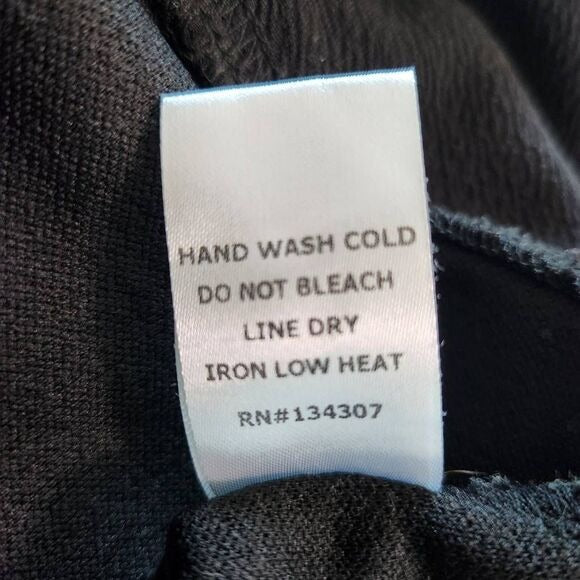 HAND WASH COLD
DO NOT BLEACH
LINE DRY
IRON LOW HEAT
RN#134307